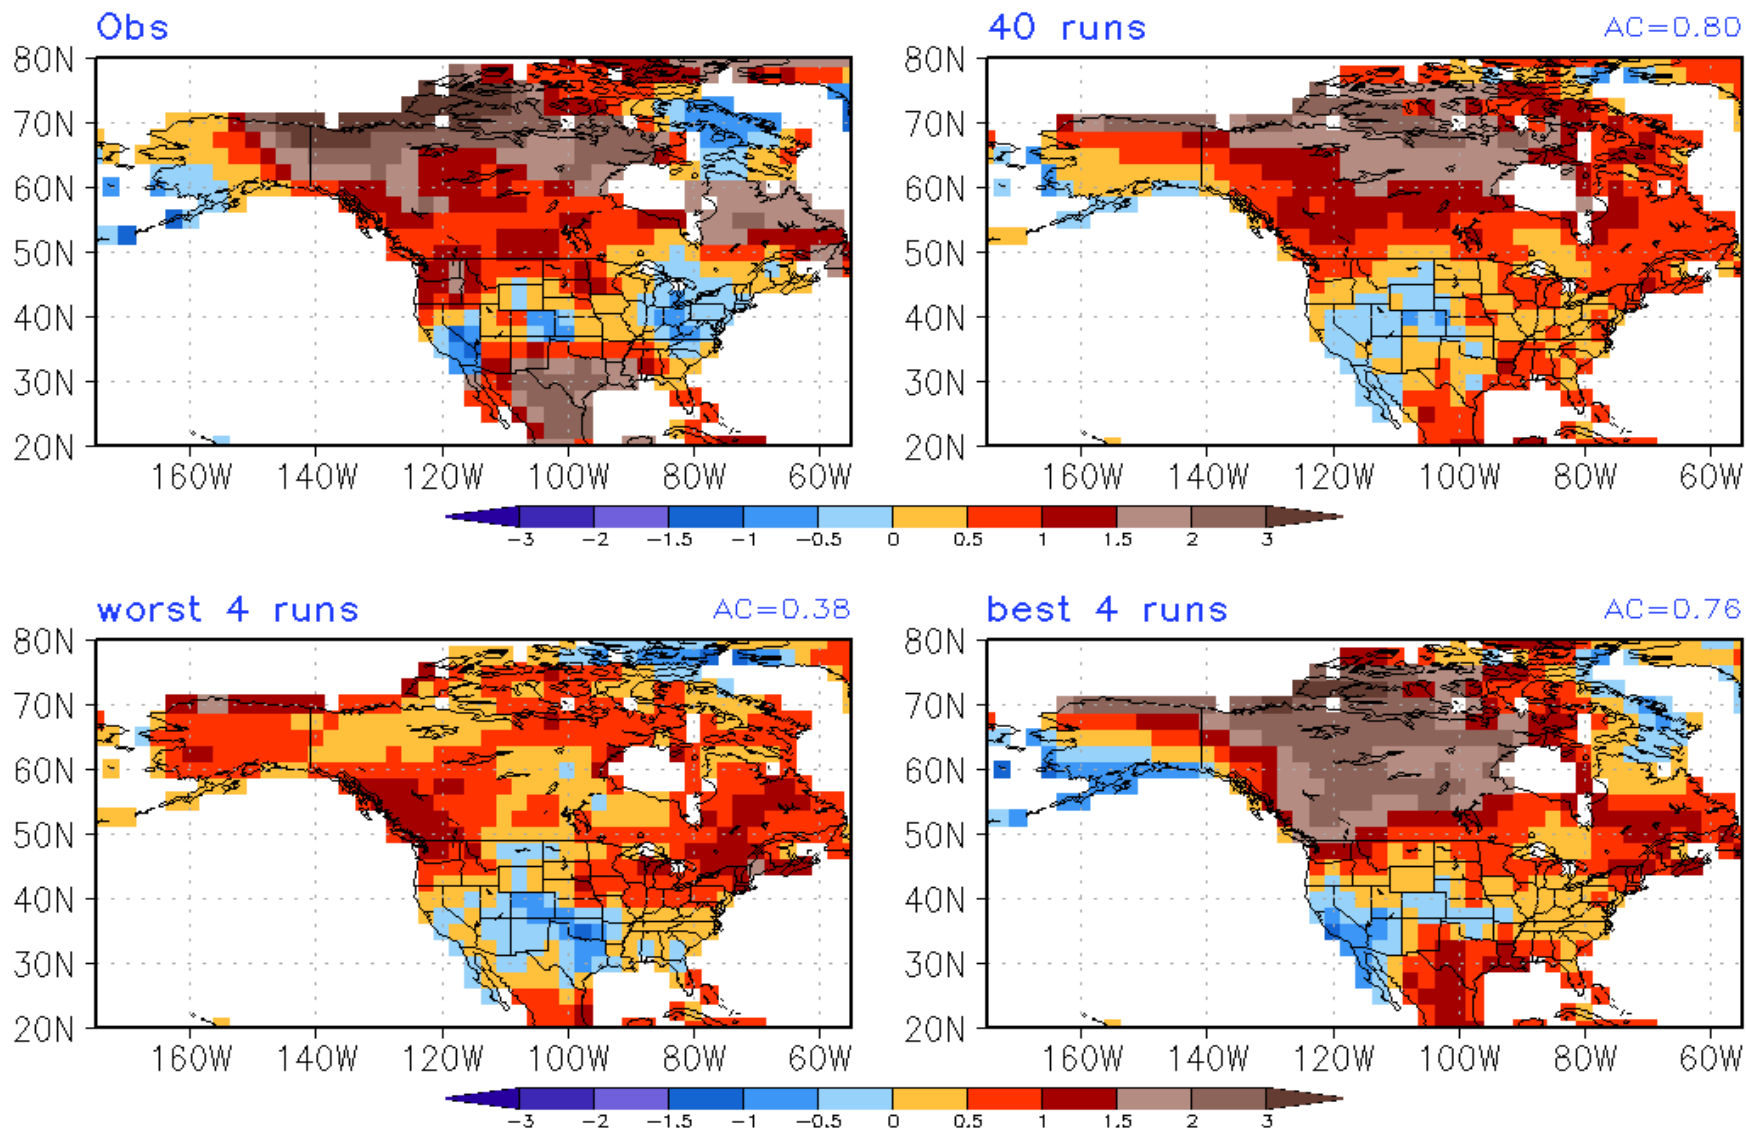 Obs
40 runs AC=0.80
80N 80N
70N 70N
60N 60N
50N 50N
40N 40N
30N 30N
20N 20N
160W 140W 120W 100W 80W 60W 160W 140W 120W 100W 80W 60W
-3 -2 -1.5 -1 -0.5 0 0.5 1 1.5 2 3
worst 4 runs AC=0.38
best 4 runs AC=0.76
80N 80N
70N 70N
60N 60N
50N 50N
40N 40N
30N 30N
20N 20N
160W 140W 120W 100W 80W 60W 160W 140W 120W 100W 80W 60W
-3 -2 -1.5 -1 -0.5 0 0.5 1 1.5 2 3